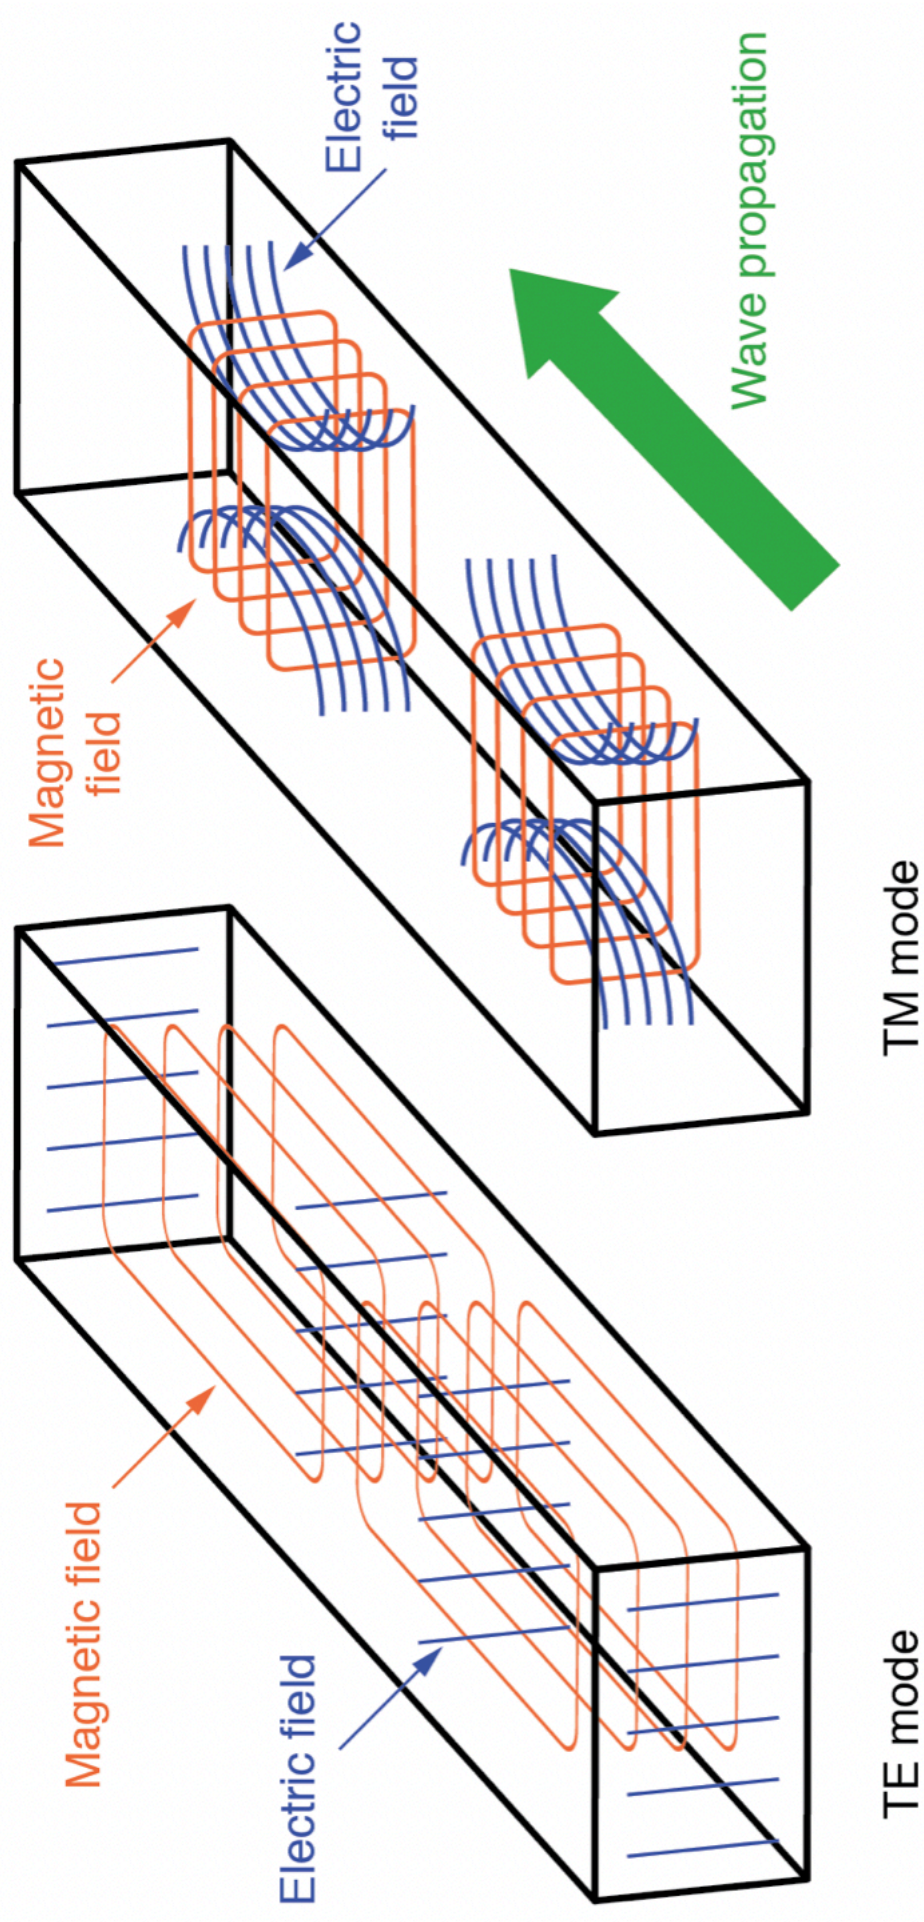 Magnetic field
Electric field
TE mode
Magnetic
field
Electric
field
Wave propagation
TM mode